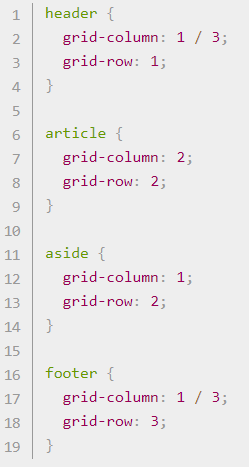 1 header {
2   grid-column: 1 / 3;
3   grid-row: 1;
4 }
5
6 article {
7   grid-column: 2;
8   grid-row: 2;
9 }
10
11 aside {
12   grid-column: 1;
13   grid-row: 2;
14 }
15
16 footer {
17   grid-column: 1 / 3;
18   grid-row: 3;
19 }